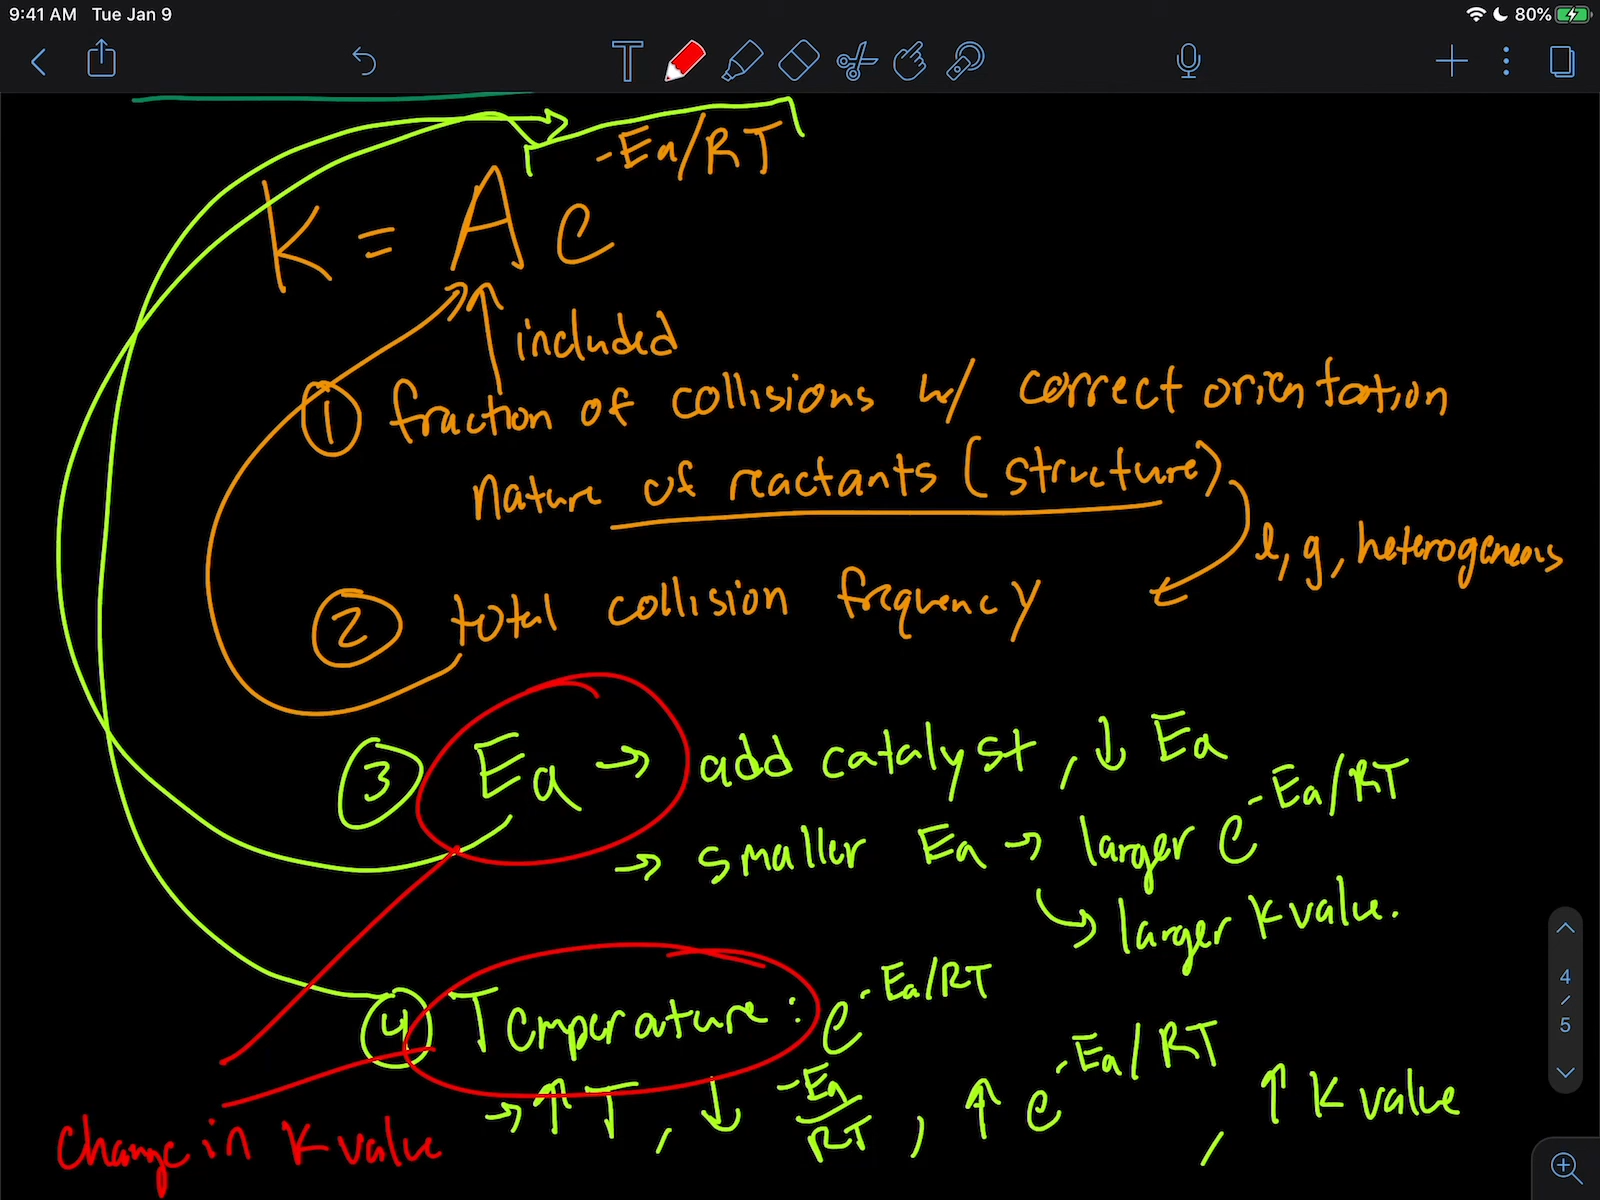 9:41 AM Tue Jan 9
80%
T
K = A e^-Ea/RT
included
① fraction of collisions w/ correct orientation
nature of reactants (structure)
l, g, heterogeneous
② total collision frequency
③ Ea → add catalyst, ↓ Ea
→ smaller Ea → larger e^-Ea/RT
↳ larger K value.
④ Temperature: e^-Ea/RT
→ ↑ T, ↓ -Ea/RT, ↑ e^-Ea/RT, ↑ K value
change in K value
4
/
5